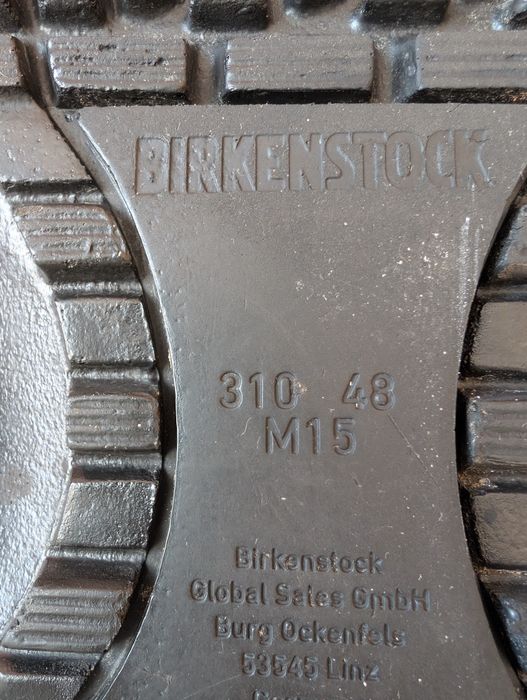 BIRKENSTOCK
310 48
M15
Birkenstock
Global Sales GmbH
Burg Ockenfels
53545 Linz